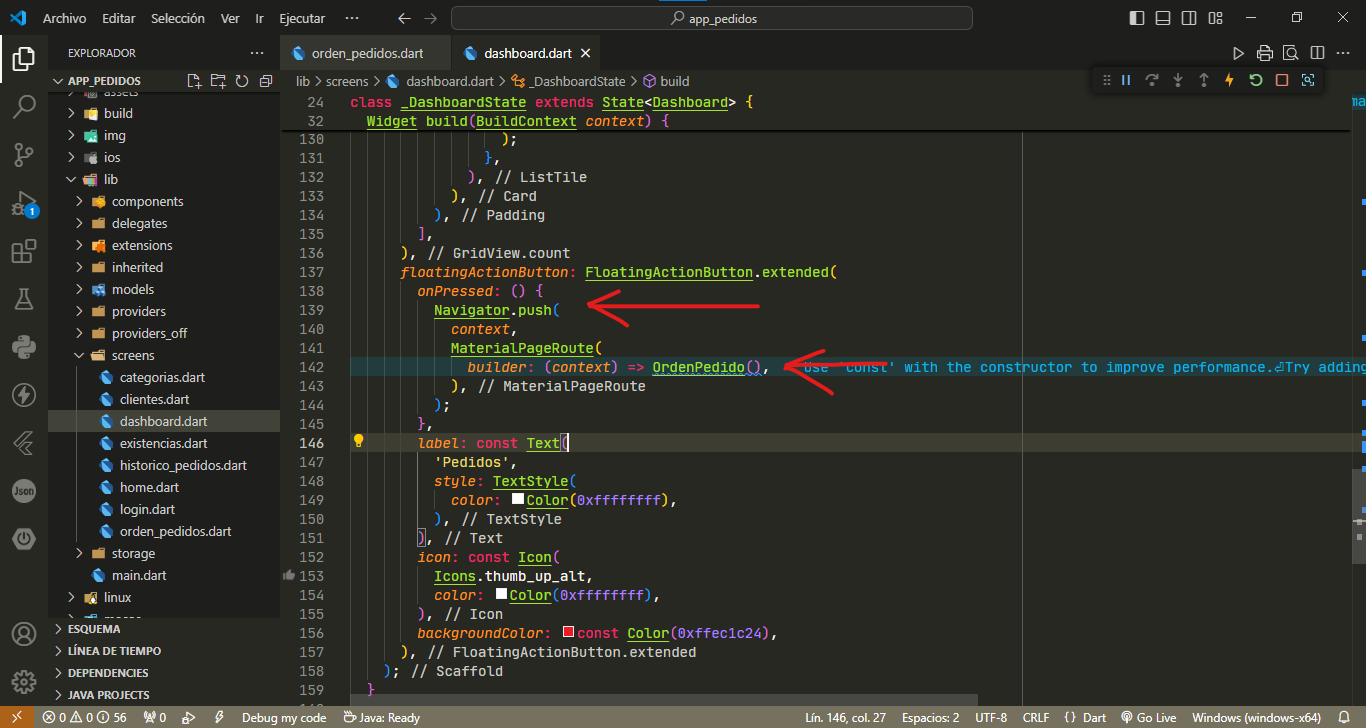 Archivo Editar Selección Ver Ir Ejecutar ··· app_pedidos
EXPLORADOR
APP_PEDIDOS
assets
build
img
ios
lib
components
delegates
extensions
inherited
models
providers
providers_off
screens
categorias.dart
clientes.dart
dashboard.dart
existencias.dart
historico_pedidos.dart
home.dart
login.dart
orden_pedidos.dart
storage
main.dart
linux
ESQUEMA
LÍNEA DE TIEMPO
DEPENDENCIES
JAVA PROJECTS
1
Json
orden_pedidos.dart dashboard.dart
lib > screens > dashboard.dart > _DashboardState > build
24 class _DashboardState extends State<Dashboard> {
32 Widget build(BuildContext context) {
130 );
131 },
132 ), // ListTile
133 ), // Card
134 ), // Padding
135 ],
136 ), // GridView.count
137 floatingActionButton: FloatingActionButton.extended(
138 onPressed: () {
139 Navigator.push(
140 context,
141 MaterialPageRoute(
142 builder: (context) => OrdenPedido(), Use 'const' with the constructor to improve performance.⏎Try adding
143 ), // MaterialPageRoute
144 );
145 },
146 label: const Text(
147 'Pedidos',
148 style: TextStyle(
149 color: Color(0xffffffff),
150 ), // TextStyle
151 ), // Text
152 icon: const Icon(
153 Icons.thumb_up_alt,
154 color: Color(0xffffffff),
155 ), // Icon
156 backgroundColor: const Color(0xffec1c24),
157 ), // FloatingActionButton.extended
158 ); // Scaffold
159 }
ma
0 0 56 0 Debug my code Java: Ready Lín. 146, col. 27 Espacios: 2 UTF-8 CRLF {} Dart Go Live Windows (windows-x64)